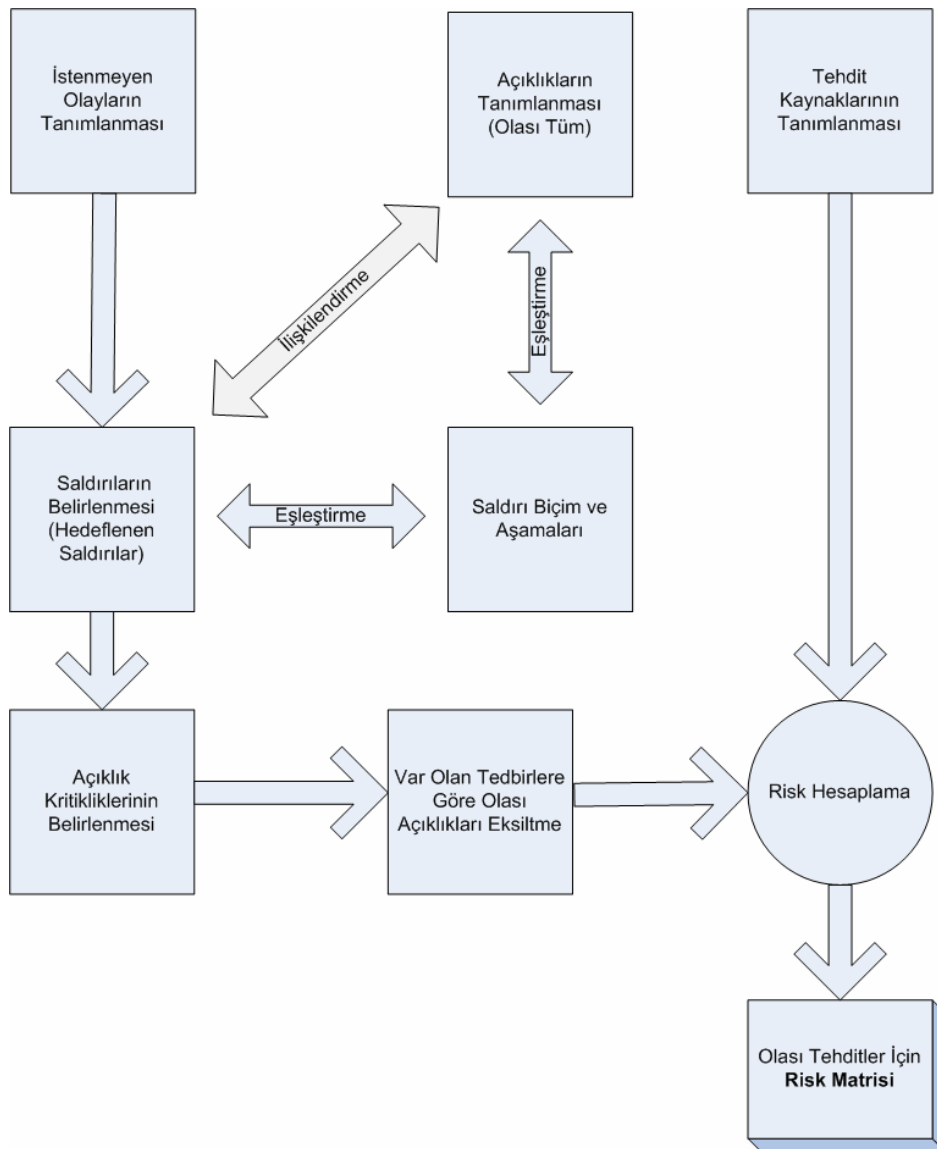 İstenmeyen
Olayların
Tanımlanması
Açıklıkların
Tanımlanması
(Olası Tüm)
Tehdit
Kaynaklarının
Tanımlanması
İlişkilendirme
Eşleştirme
Saldırıların
Belirlenmesi
(Hedeflenen
Saldırılar)
Eşleştirme
Saldırı Biçim ve
Aşamaları
Açıklık
Kritikliklerinin
Belirlenmesi
Var Olan Tedbirlere
Göre Olası
Açıklıkları Eksiltme
Risk Hesaplama
Olası Tehditler İçin
Risk Matrisi